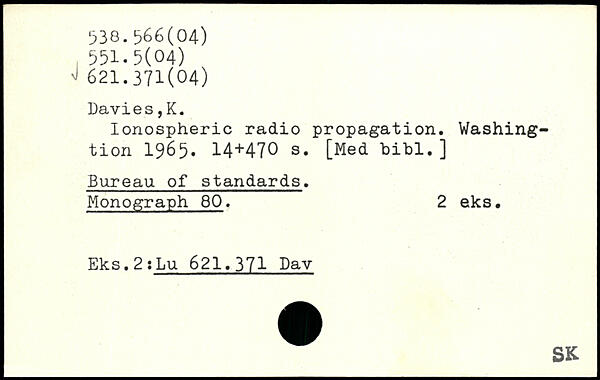 538.566(04)
551.5(04)
√ 621.371(04)
Davies,K.
Ionospheric radio propagation. Washing-
tion 1965. 14+470 s. [Med bibl.]
Bureau of standards.
Monograph 80. 2 eks.
Eks.2:Lu 621.371 Dav
SK